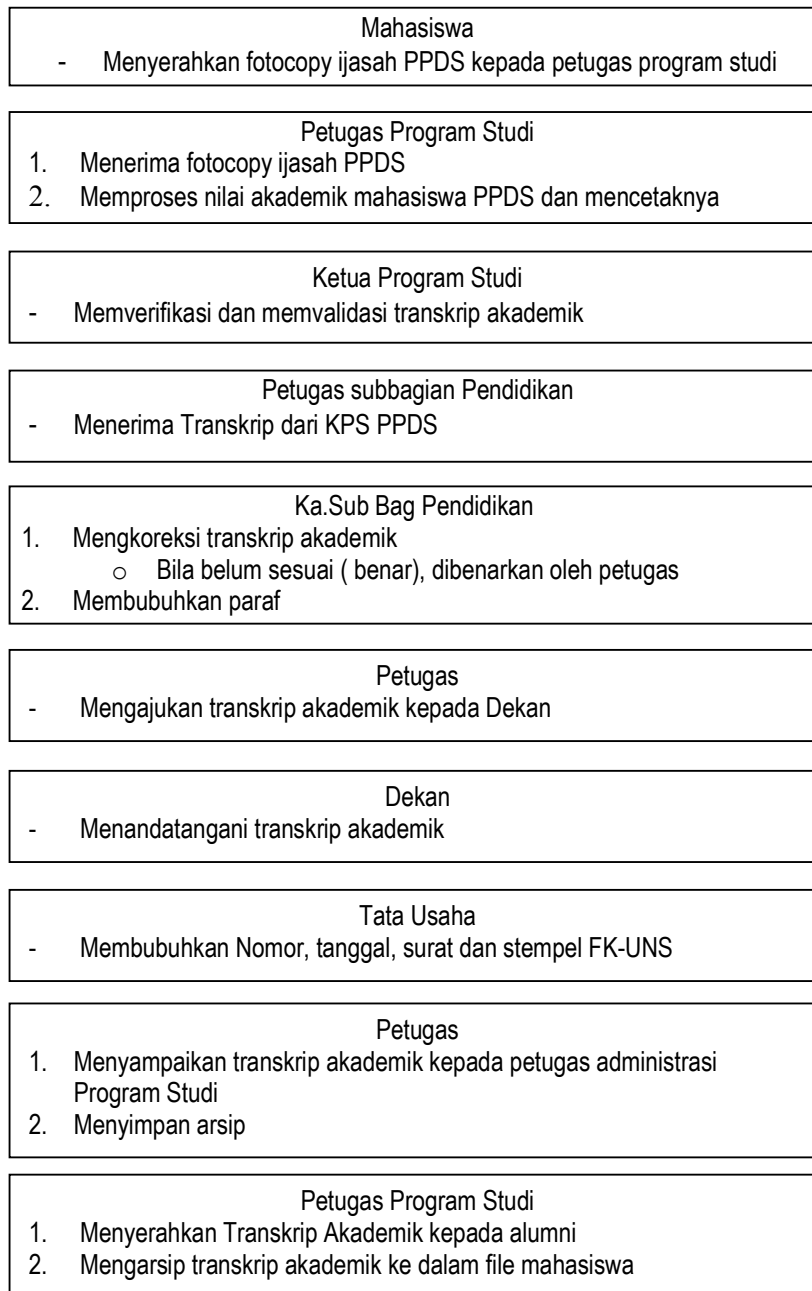 Mahasiswa
- Menyerahkan fotocopy ijasah PPDS kepada petugas program studi
Petugas Program Studi
1. Menerima fotocopy ijasah PPDS
2. Memproses nilai akademik mahasiswa PPDS dan mencetaknya
Ketua Program Studi
- Memverifikasi dan memvalidasi transkrip akademik
Petugas subbagian Pendidikan
- Menerima Transkrip dari KPS PPDS
Ka.Sub Bag Pendidikan
1. Mengkoreksi transkrip akademik
o Bila belum sesuai ( benar), dibenarkan oleh petugas
2. Membubuhkan paraf
Petugas
- Mengajukan transkrip akademik kepada Dekan
Dekan
- Menandatangani transkrip akademik
Tata Usaha
- Membubuhkan Nomor, tanggal, surat dan stempel FK-UNS
Petugas
1. Menyampaikan transkrip akademik kepada petugas administrasi
Program Studi
2. Menyimpan arsip
Petugas Program Studi
1. Menyerahkan Transkrip Akademik kepada alumni
2. Mengarsip transkrip akademik ke dalam file mahasiswa